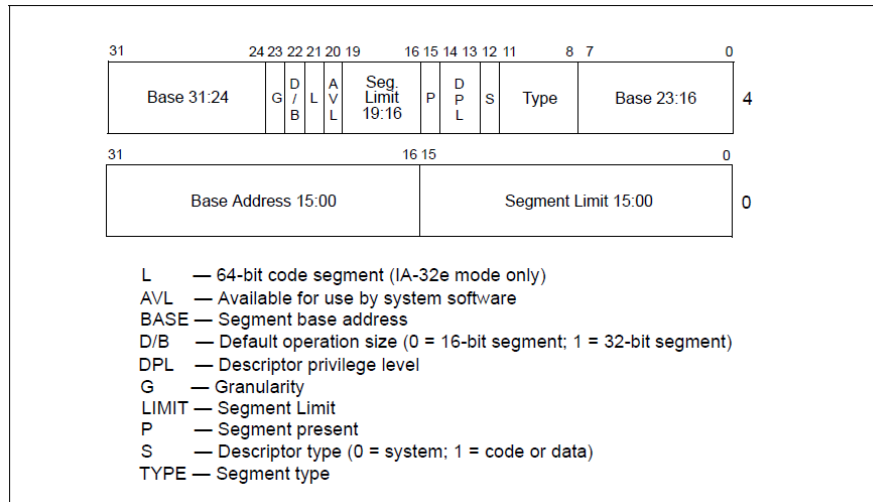 31 24 23 22 21 20 19 16 15 14 13 12 11 8 7 0
Base 31:24 G D/B L AVL Seg. Limit 19:16 P DPL S Type Base 23:16 4
31 16 15 0
Base Address 15:00 Segment Limit 15:00 0
L — 64-bit code segment (IA-32e mode only)
AVL — Available for use by system software
BASE — Segment base address
D/B — Default operation size (0 = 16-bit segment; 1 = 32-bit segment)
DPL — Descriptor privilege level
G — Granularity
LIMIT — Segment Limit
P — Segment present
S — Descriptor type (0 = system; 1 = code or data)
TYPE — Segment type